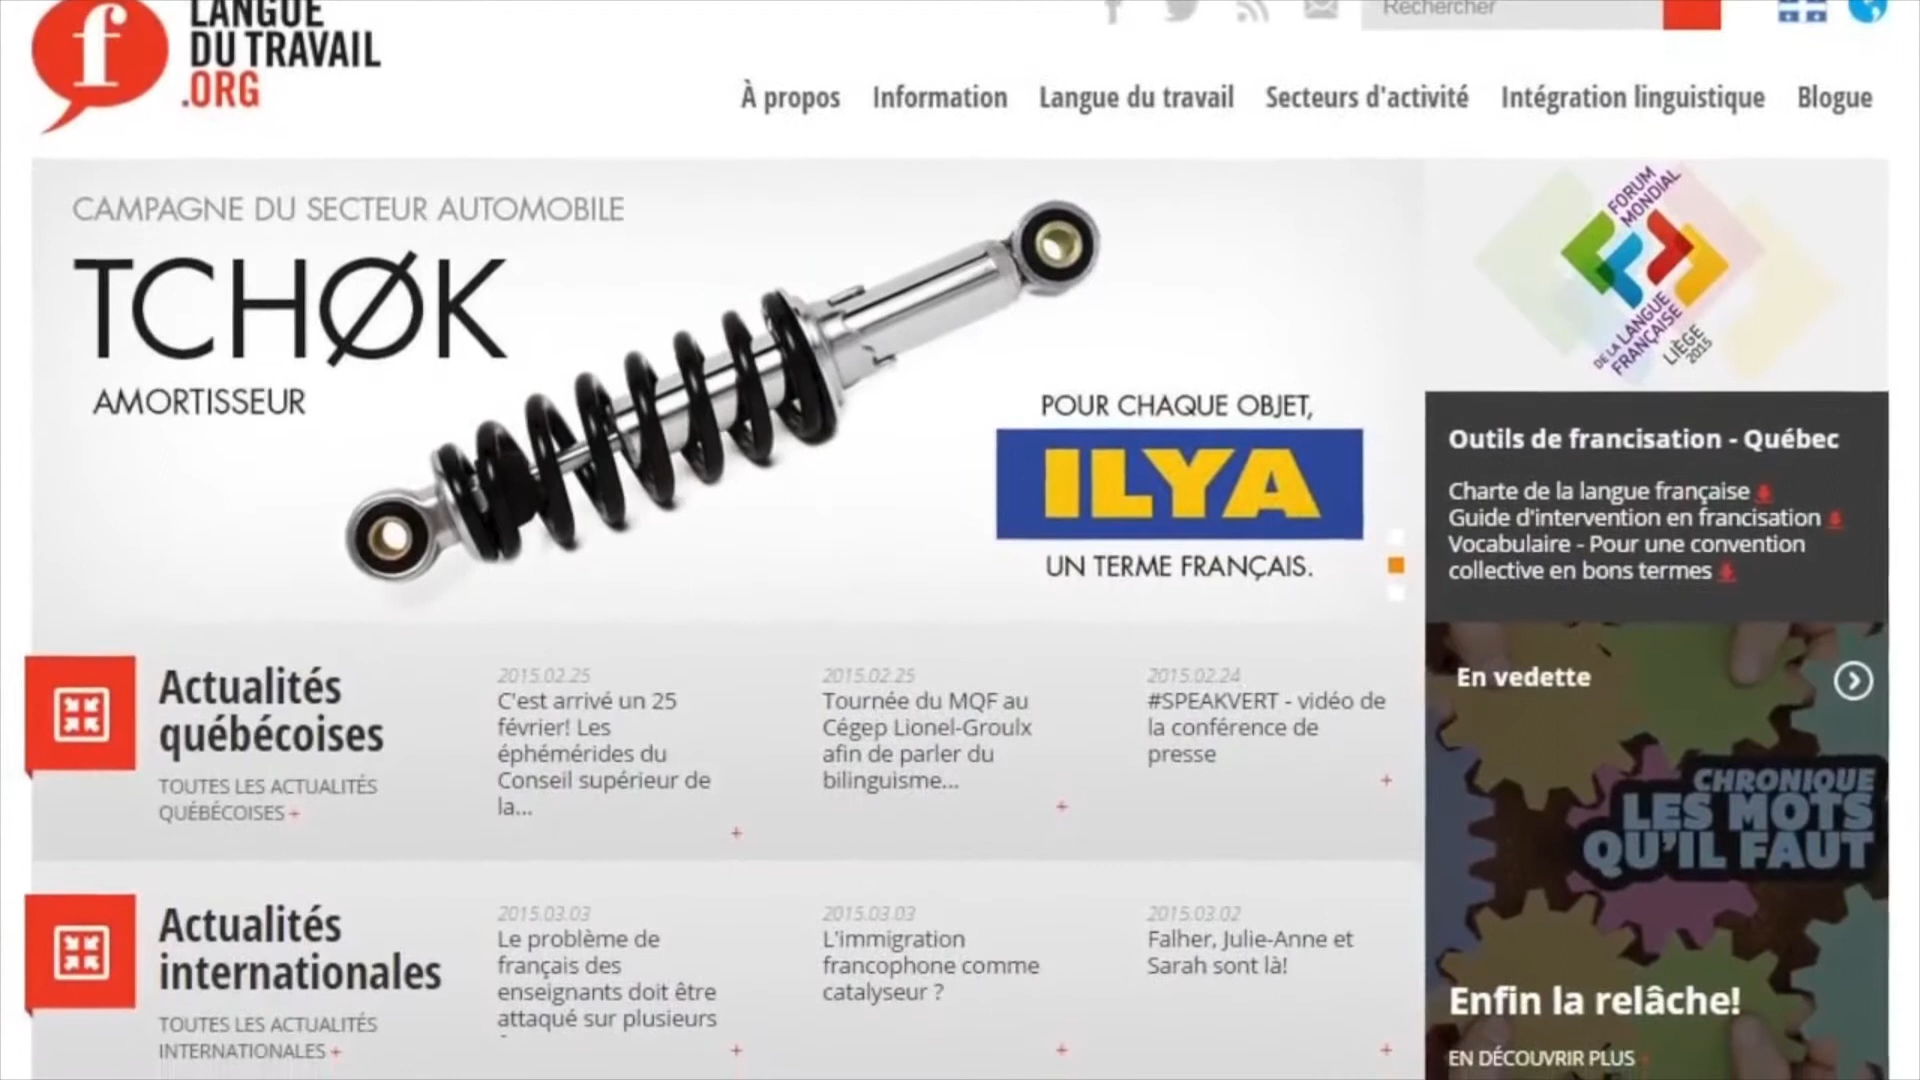 LANGUE
DU TRAVAIL
.ORG
Rechercher
À propos
Information
Langue du travail
Secteurs d'activité
Intégration linguistique
Blogue
CAMPAGNE DU SECTEUR AUTOMOBILE
TCHØK
AMORTISSEUR
POUR CHAQUE OBJET,
ILYA
UN TERME FRANÇAIS.
FORUM
MONDIAL
DE LA LANGUE
FRANÇAISE
LIÈGE
2015
Outils de francisation - Québec
Charte de la langue française
Guide d'intervention en francisation
Vocabulaire - Pour une convention
collective en bons termes
Actualités
québécoises
TOUTES LES ACTUALITÉS
QUÉBÉCOISES +
2015.02.25
C'est arrivé un 25
février! Les
éphémérides du
Conseil supérieur de
la...
+
2015.02.25
Tournée du MQF au
Cégep Lionel-Groulx
afin de parler du
bilinguisme...
+
2015.02.24
#SPEAKVERT - vidéo de
la conférence de
presse
+
En vedette
CHRONIQUE
LES MOTS
QU'IL FAUT
Enfin la relâche!
EN DÉCOUVRIR PLUS +
Actualités
internationales
TOUTES LES ACTUALITÉS
INTERNATIONALES +
2015.03.03
Le problème de
français des
enseignants doit être
attaqué sur plusieurs
+
2015.03.03
L'immigration
francophone comme
catalyseur ?
+
2015.03.02
Falher, Julie-Anne et
Sarah sont là!
+